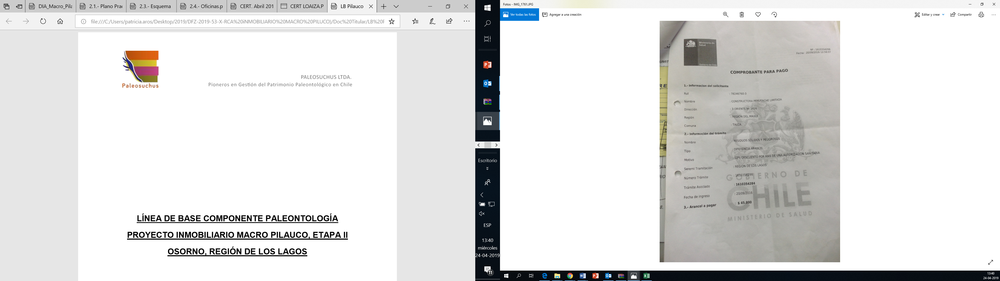 DIA_Macro_Pila
2.1.- Plano Prac
2.3.- Esquema
2.4.- Oficinas.p
CERT. Abril 201
CERT LOAIZA.P
LB Pilauco
file:///C:/Users/patricia.aros/Desktop/2019/DFZ-2019-53-X-RCA%20iNMOBILIARIO%20MACRO%20PILUCO)/Doc%20Titular/LB%20F
Paleosuchus
PALEOSUCHUS LTDA.
Pioneros en Gestión del Patrimonio Paleontológico en Chile
LÍNEA DE BASE COMPONENTE PALEONTOLOGÍA
PROYECTO INMOBILIARIO MACRO PILAUCO, ETAPA II
OSORNO, REGIÓN DE LOS LAGOS
Escritorio
ESP
13:40
miércoles
24-04-2019
11
Fotos - IMG_1761.JPG
Ver todas las fotos
Agregar a una creación
Editar y crear
Compartir
Ministerio de
Salud
Gobierno de Chile
Nº : 1610354298
Fecha : 20/09/2016 12:58:07
COMPROBANTE PARA PAGO
1.- Informacion del solicitante
Rut : 78246760-3
Nombre : CONSTRUCTORA PEHUENCHE LIMITADA
Dirección : 3 ORIENTE Nº 1424
Región : REGION DEL MAULE
Comuna : TALCA
2.- Información del trámite
Nombre : RESIDUOS SOLIDOS Y PELIGROSOS
Tipo : DIFERENCIA ARANCEL
Motivo : 50% DESCUENTO POR MAS DE UNA AUTORIZACION SANITARIA
Seremi Tramitación : REGION DE LOS LAGOS
Número Trámite : 1610354298
Trámite Asociado : 1610354284
Fecha de ingreso : 20/09/2016
3.- Arancel a pagar : $ 45.800
GOBIERNO DE
CHILE
MINISTERIO DE SALUD
13:40
24-04-2019